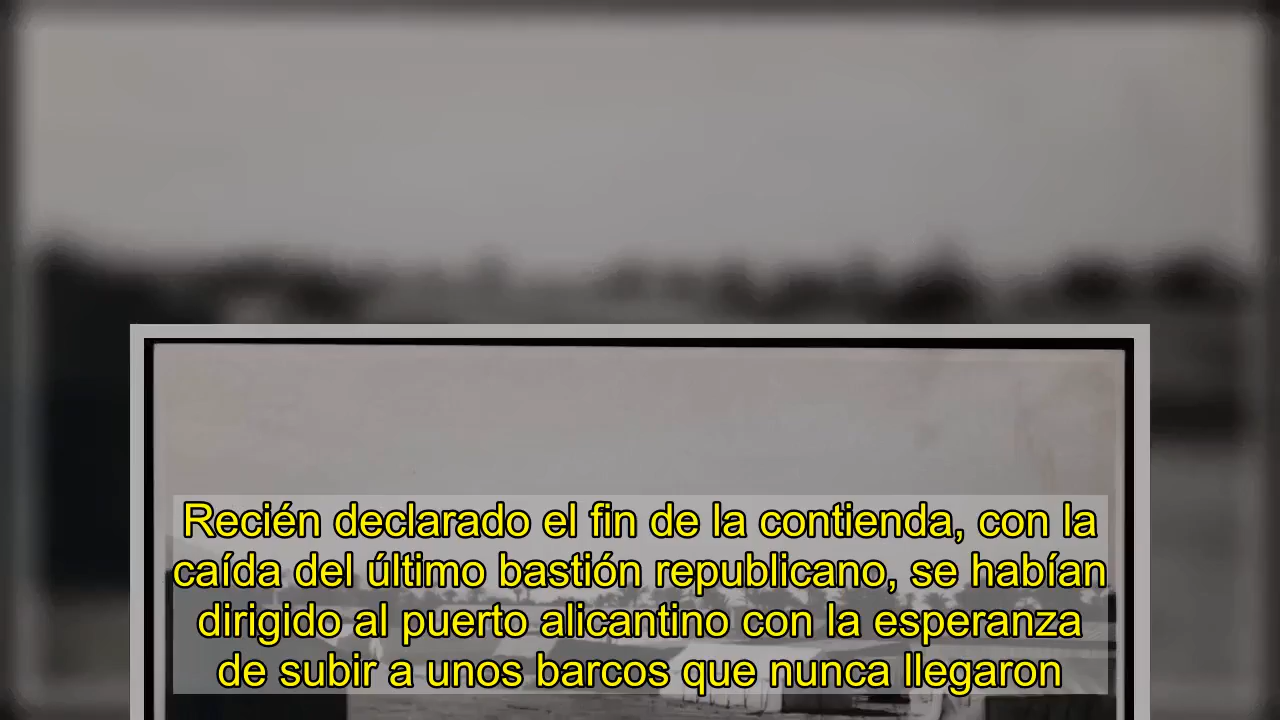 Recién declarado el fin de la contienda, con la
caída del último bastión republicano, se habían
dirigido al puerto alicantino con la esperanza
de subir a unos barcos que nunca llegaron